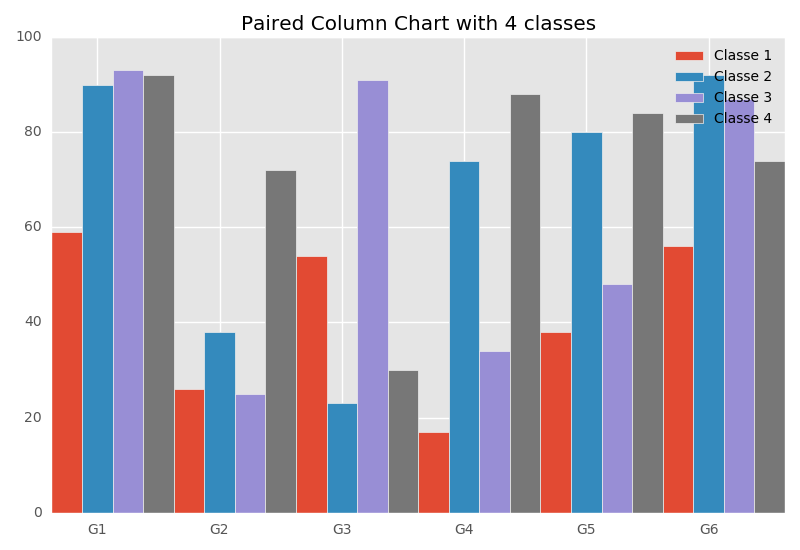 Paired Column Chart with 4 classes
100
80
60
40
20
0
Classe 1
Classe 2
Classe 3
Classe 4
G1 G2 G3 G4 G5 G6